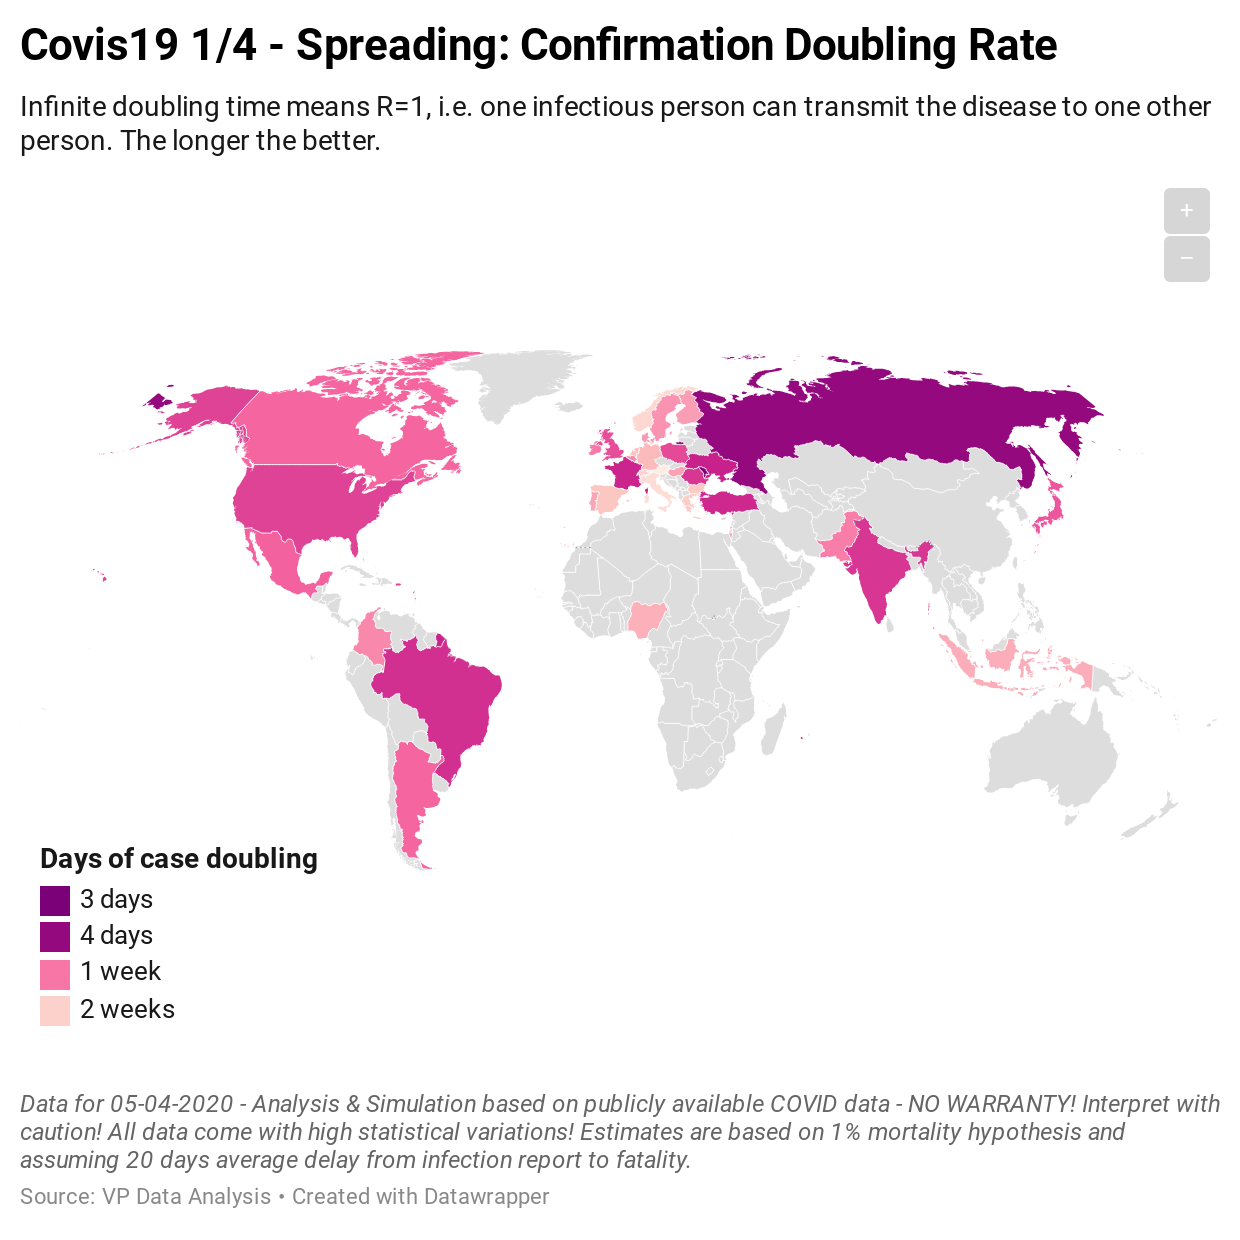 Covis19 1/4 - Spreading: Confirmation Doubling Rate
Infinite doubling time means R=1, i.e. one infectious person can transmit the disease to one other
person. The longer the better.
+
−
Days of case doubling
3 days
4 days
1 week
2 weeks
Data for 05-04-2020 - Analysis & Simulation based on publicly available COVID data - NO WARRANTY! Interpret with
caution! All data come with high statistical variations! Estimates are based on 1% mortality hypothesis and
assuming 20 days average delay from infection report to fatality.
Source: VP Data Analysis • Created with Datawrapper